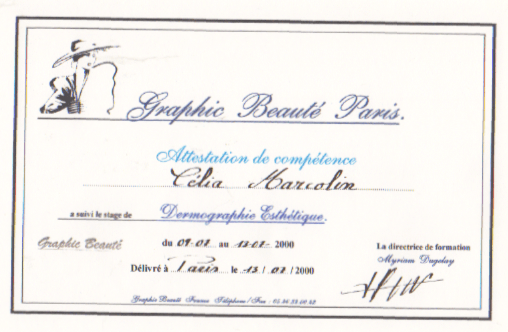 Graphic Beauté Paris.
Attestation de compétence
Célia Marcolin
a suivi le stage de Dermographie Esthétique.
Graphic Beauté du 09-02 au 13-02- 2000 La directrice de formation
Myriam Dugolay
Délivré à Paris le 13 / 02 / 2000
Graphic Beauté France Téléphone / Fax :